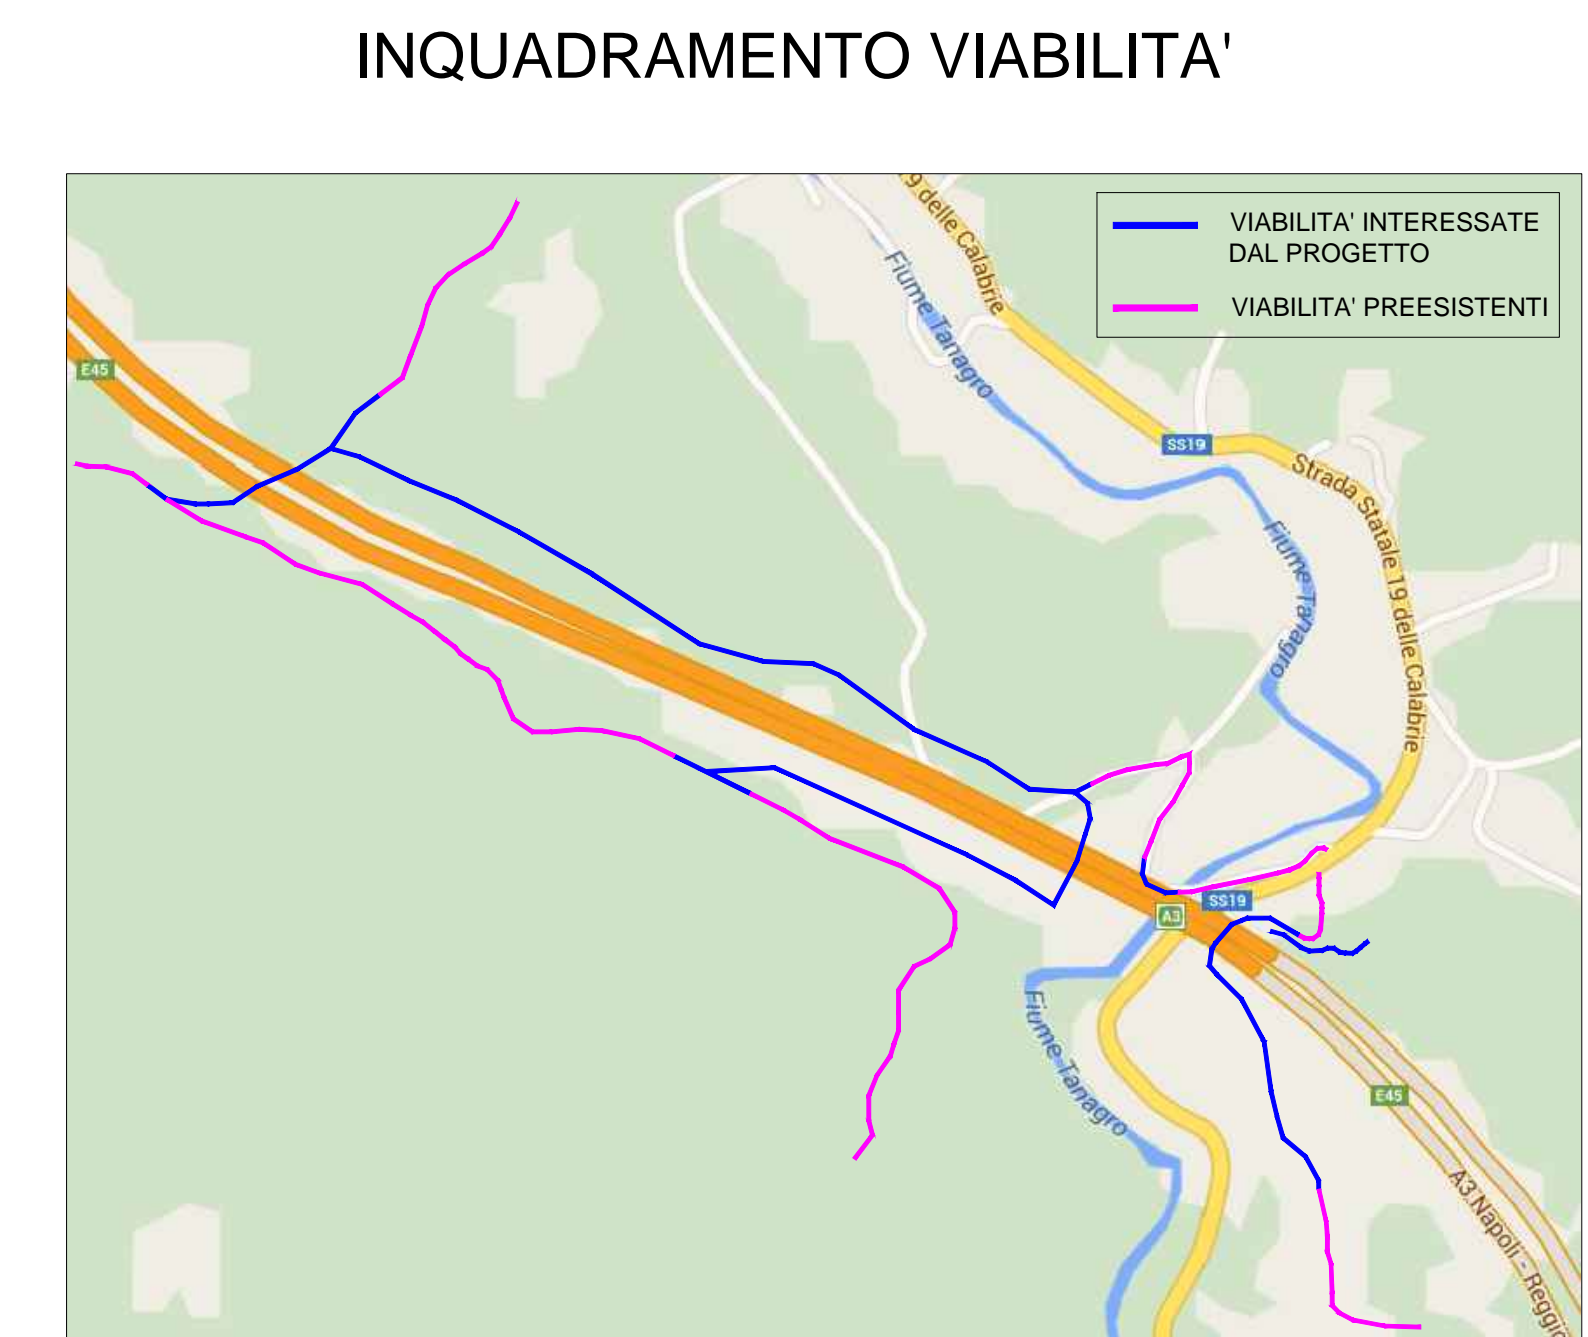 INQUADRAMENTO VIABILITA'
VIABILITA' INTERESSATE
DAL PROGETTO
VIABILITA' PREESISTENTI
9 delle Calabrie
Fiume Tanagro
E45
SS19
Strada Statale 19 delle Calabrie
Fiume Tanagro
SS19
A3
Fiume Tanagro
E45
A3 Napoli - Reggio